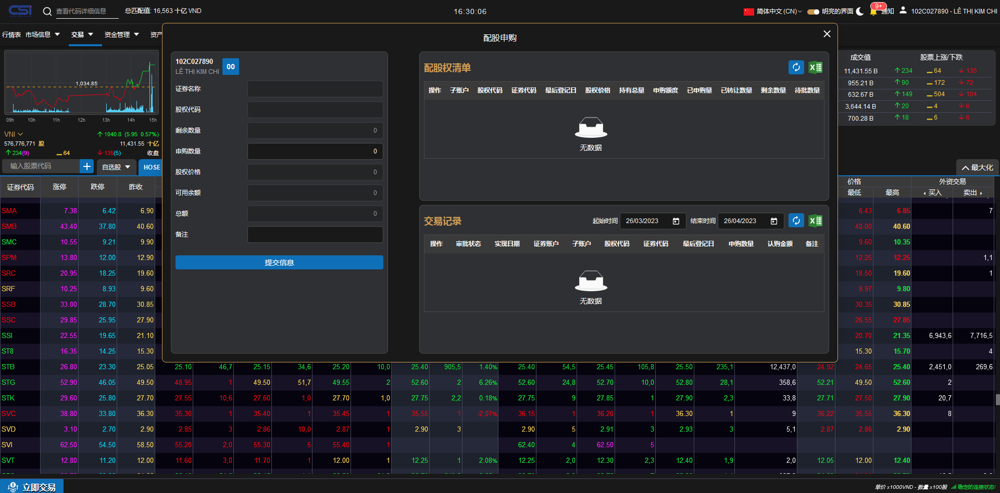 CSI 查看代码详细信息 总匹配值: 16,563 十亿 VND 16:30:06 简体中文 (CN) 明亮的界面 9+ 通知 102C027890 - LÊ THỊ KIM CHI
行情表 市场信息 交易 资金管理 资产
配股申购
1,034.85
09h 10h 11h 12h 13h 14h 15h
VNI 1040.8 (5.95 0.57%)
576,776,771 股 11,431.55 十亿
234(9) 64 135(5) 收盘
输入股票代码 自选股 HOSE
102C027890 00
LÊ THỊ KIM CHI
证券名称
股权代码
剩余数量 0
申购数量 0
股权价格 0
可用余额 0
总额 0
备注
提交信息
配股权清单
操作 子账户 股权代码 证券代码 最后登记日 股权价格 持有总量 申购额度 已申购量 已转让数量 剩余数量 待批数量
无数据
交易记录 起始时间 26/03/2023 结束时间 26/04/2023
操作 审批状态 实现日期 证券账户 子账户 股权代码 证券代码 最后登记日 申购数量 认购金额 备注
无数据
成交值 股票上涨/下跌
11,431.55 B 234 64 135
955.21 B 90 172 72
632.67 B 149 504 104
3,644.14 B 20 4 6
700.28 B 18 6 6
最大化
证券代码 涨停 跌停 昨收 价格 外资交易
最低 最高 买入 卖出
SMA 7.38 6.42 6.90 6.43 6.85 7
SMB 43.40 37.80 40.60 40.00 40.60
SMC 10.55 9.21 9.90 9.60 10.35
SPM 13.80 12.00 12.90 12.25 12.25 1,1
SRC 20.95 18.25 19.60 18.50 19.60 1
SRF 10.25 8.93 9.60 8.97 9.80
SSB 33.00 28.70 30.85 30.35 30.85
SSC 29.85 25.95 27.90 26.55 27.85
SSI 22.55 19.65 21.10 20.70 21.35 6,943,6 7,716,5
ST8 16.35 14.25 15.30 15.30 15.70 4
STB 26.80 23.30 25.05 25.10 46,7 25.15 34,6 25.20 10,0 25.40 905,5 1.40% 25.40 54,5 25.45 105,8 25.50 235,1 12,437,0 24.92 24.65 25.40 2,451,0 269,6
STG 52.90 46.05 49.50 48.95 1 49.50 51,7 49.55 2 52.60 2 6.26% 52.60 24,8 52.70 10,0 52.80 28,1 358,6 52.21 49.50 52.60 2
STK 29.60 25.80 27.70 27.55 10,6 27.60 1,0 27.70 1,0 27.75 2,2 0.18% 27.75 9 27.85 1 27.90 2,3 33,8 27.71 27.50 27.90 20,7
SVC 38.80 33.80 36.30 35.30 1 35.40 1 35.45 1 35.55 1 -2.07% 36.15 1 36.20 1 36.30 1 9 36.22 35.55 36.30 8
SVD 3.10 2.70 2.90 2.85 3 2.86 10,0 2.87 1 2.90 3 2.90 5 2.91 3 2.93 3 5,1 2.87 2.86 2.90
SVI 62.50 54.50 58.50 55.20 2,0 55.30 5 55.40 1 62.40 4 62.50 5
SVT 12.80 11.20 12.00 11.60 3,0 11.70 1 12.00 1 12.25 1 2.08% 12.25 2,0 12.30 2,3 12.40 1,9 2,0 12.05 12.00 12.40
立即交易 单价 x1000VND - 数量 x100股 稳定的连接状态!